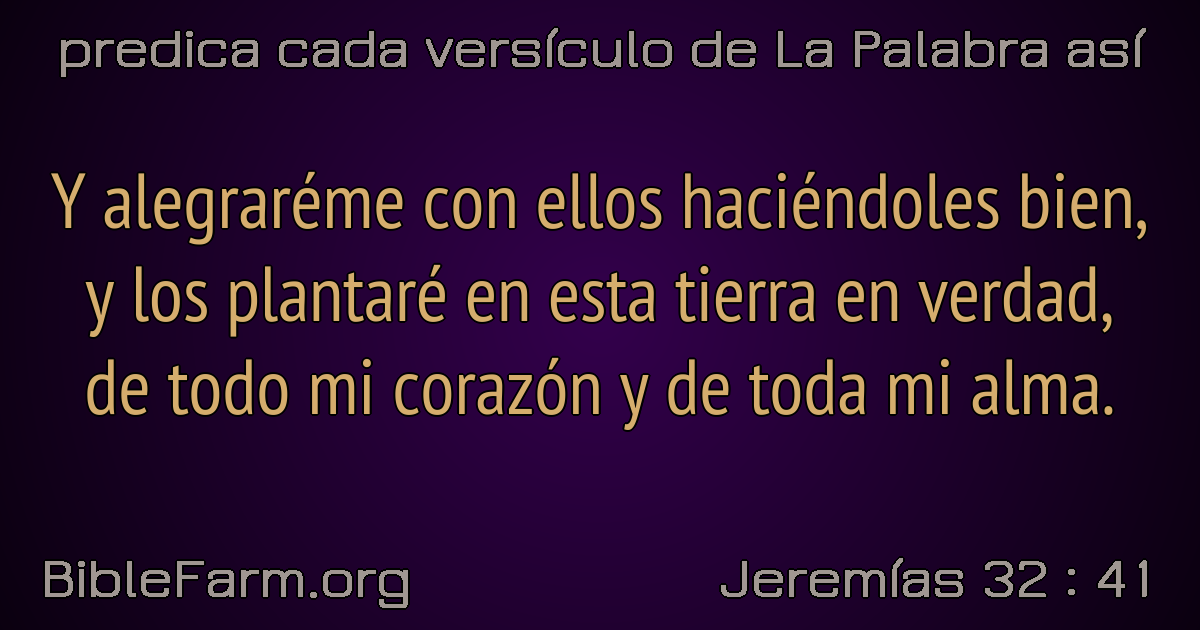 predica cada versículo de La Palabra así
Y alegraréme con ellos haciéndoles bien,
y los plantaré en esta tierra en verdad,
de todo mi corazón y de toda mi alma.
BibleFarm.org
Jeremías 32 : 41